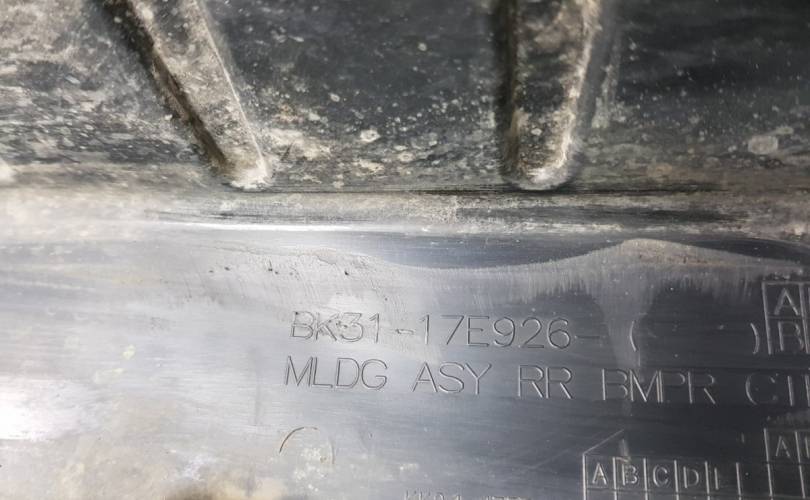 BK31-17E926-( )
A
B
MLDG ASY RR BMPR
A
A B C D